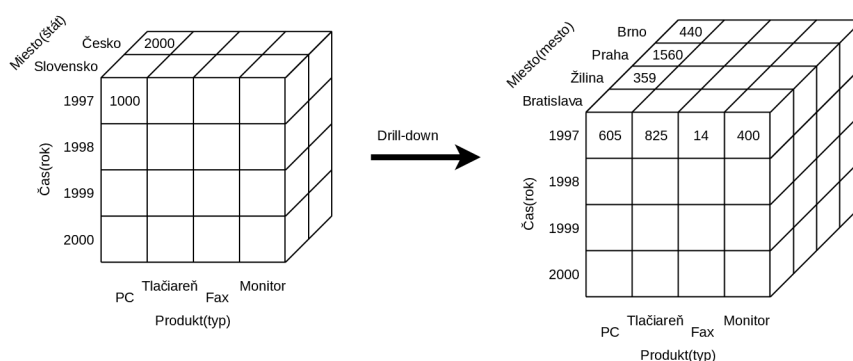 Miesto(štát)
Česko 2000
Slovensko
1997 1000
1998
1999
2000
Čas(rok)
PC Tlačiareň Fax Monitor
Produkt(typ)
Drill-down
Miesto(mesto)
Brno 440
Praha 1560
Žilina 359
Bratislava
1997 605 825 14 400
1998
1999
2000
Čas(rok)
PC Tlačiareň Fax Monitor
Produkt(typ)